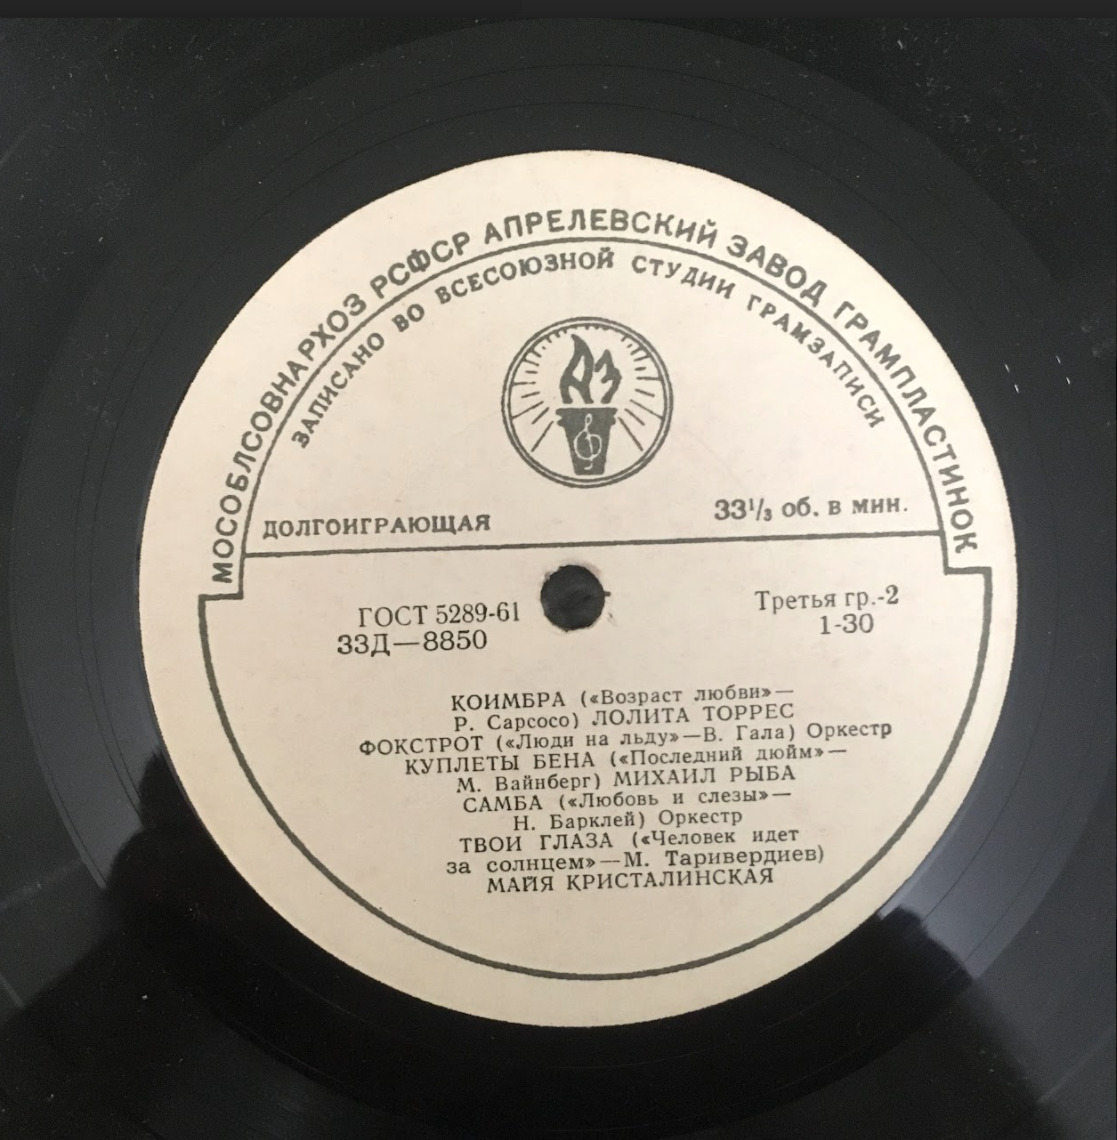 МОСОБЛСОВНАРХОЗ РСФСР АПРЕЛЕВСКИЙ ЗАВОД ГРАМПЛАСТИНОК
ЗАПИСАНО ВО ВСЕСОЮЗНОЙ СТУДИИ ГРАМЗАПИСИ
АЗ
ДОЛГОИГРАЮЩАЯ
33⅓ об. в мин.
ГОСТ 5289-61
33Д—8850
Третья гр.-2
1-30
КОИМБРА («Возраст любви»—
Р. Сарсосо) ЛОЛИТА ТОРРЕС
ФОКСТРОТ («Люди на льду»—В. Гала) Оркестр
КУПЛЕТЫ БЕНА («Последний дюйм»—
М. Вайнберг) МИХАИЛ РЫБА
САМБА («Любовь и слезы»—
Н. Барклей) Оркестр
ТВОИ ГЛАЗА («Человек идет
за солнцем»—М. Таривердиев)
МАЙЯ КРИСТАЛИНСКАЯ